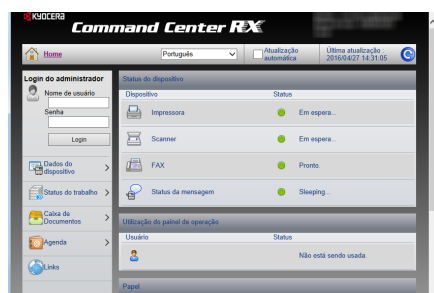 KYOCERA
Command Center RX
Home
Português
Atualização
automática
Última atualização :
2016/04/27 14:31:05
Login do administrador
Nome de usuário
Senha
Login
Dados do
dispositivo
Status do trabalho
Caixa de
Documentos
Agenda
Links
Status do dispositivo
Dispositivo
Status
Impressora
Em espera...
Scanner
Em espera...
FAX
Pronto.
Status da mensagem
Sleeping...
Utilização do painel de operação
Usuário
Status
Não está sendo usada.
Papel